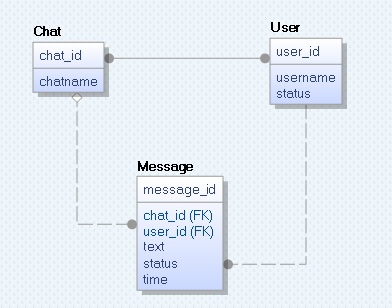 Chat
chat_id
chatname
User
user_id
username
status
Message
message_id
chat_id (FK)
user_id (FK)
text
status
time